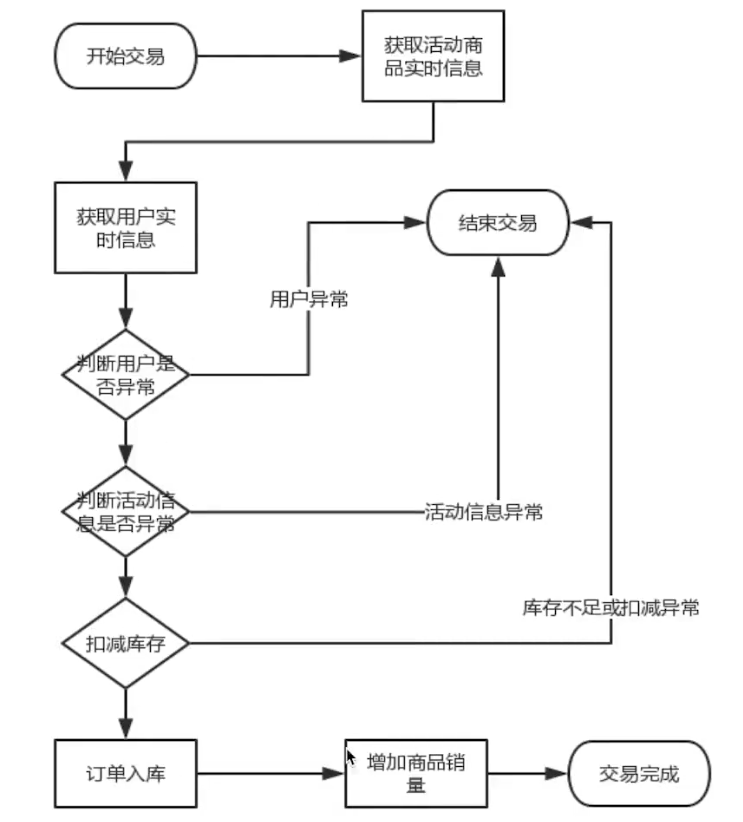 开始交易
获取活动商
品实时信息
获取用户实
时信息
结束交易
用户异常
判断用户是
否异常
判断活动信
息是否异常
活动信息异常
库存不足或扣减异常
扣减库存
订单入库
增加商品销
量
交易完成